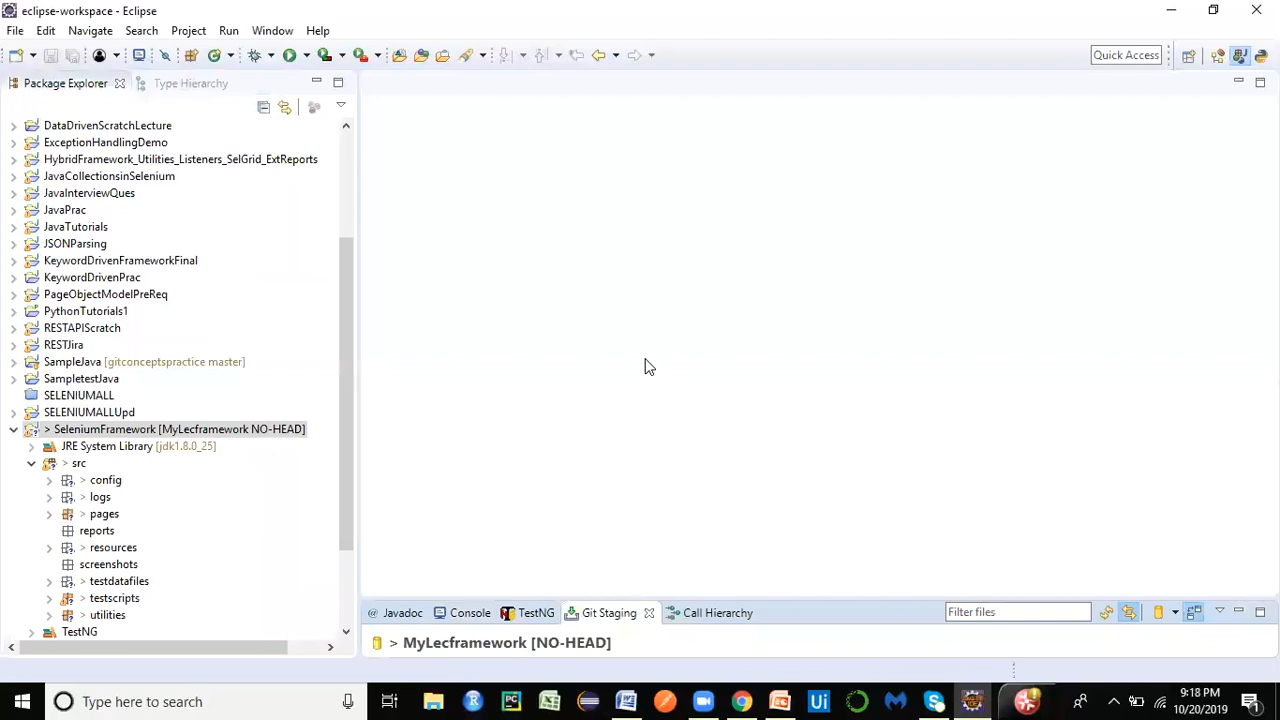 eclipse-workspace - Eclipse
File Edit Navigate Search Project Run Window Help
Quick Access
Package Explorer Type Hierarchy
DataDrivenScratchLecture
ExceptionHandlingDemo
HybridFramework_Utilities_Listeners_SelGrid_ExtReports
JavaCollectionsinSelenium
JavaInterviewQues
JavaPrac
JavaTutorials
JSONParsing
KeywordDrivenFrameworkFinal
KeywordDrivenPrac
PageObjectModelPreReq
PythonTutorials1
RESTAPIScratch
RESTJira
SampleJava [gitconceptspractice master]
SampletestJava
SELENIUMALL
SELENIUMALLUpd
> SeleniumFramework [MyLecframework NO-HEAD]
JRE System Library [jdk1.8.0_25]
> src
> config
> logs
> pages
reports
> resources
screenshots
> testdatafiles
> testscripts
> utilities
TestNG
@ Javadoc Console TestNG Git Staging Call Hierarchy
Filter files
> MyLecframework [NO-HEAD]
Type here to search
9:18 PM
10/20/2019